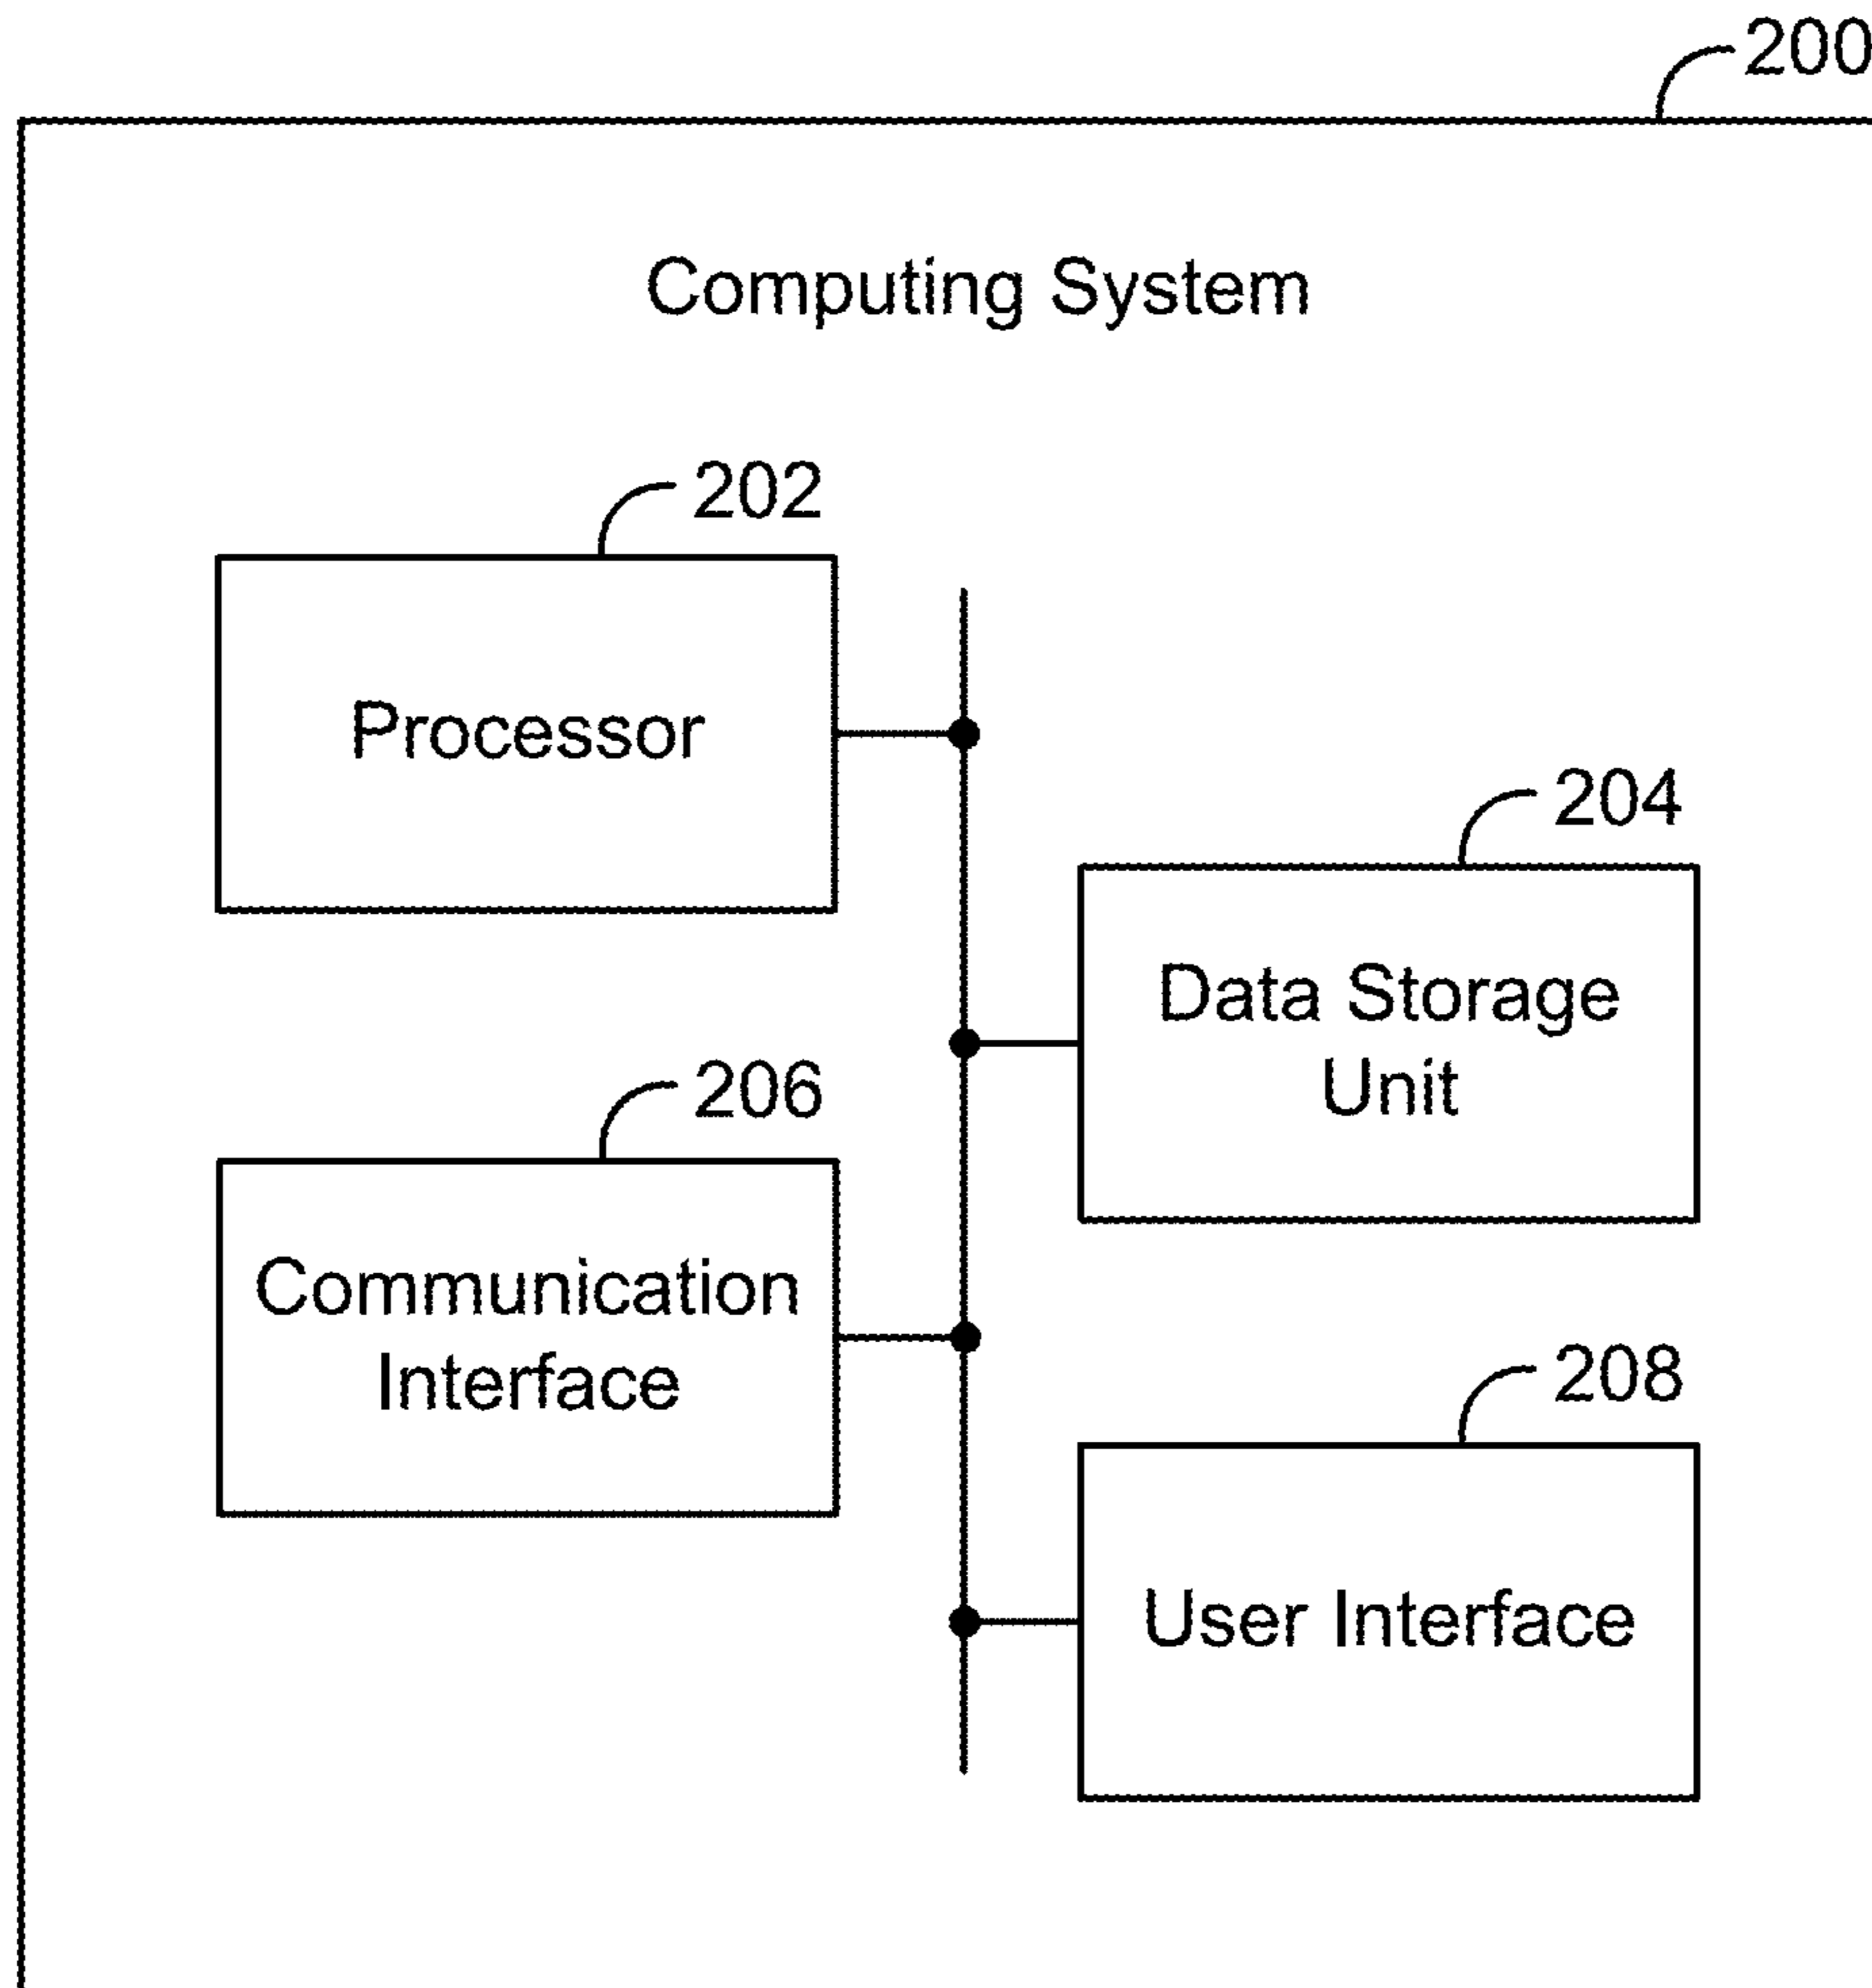 200
Computing System
202
Processor
204
Data Storage
Unit
206
Communication
Interface
208
User Interface